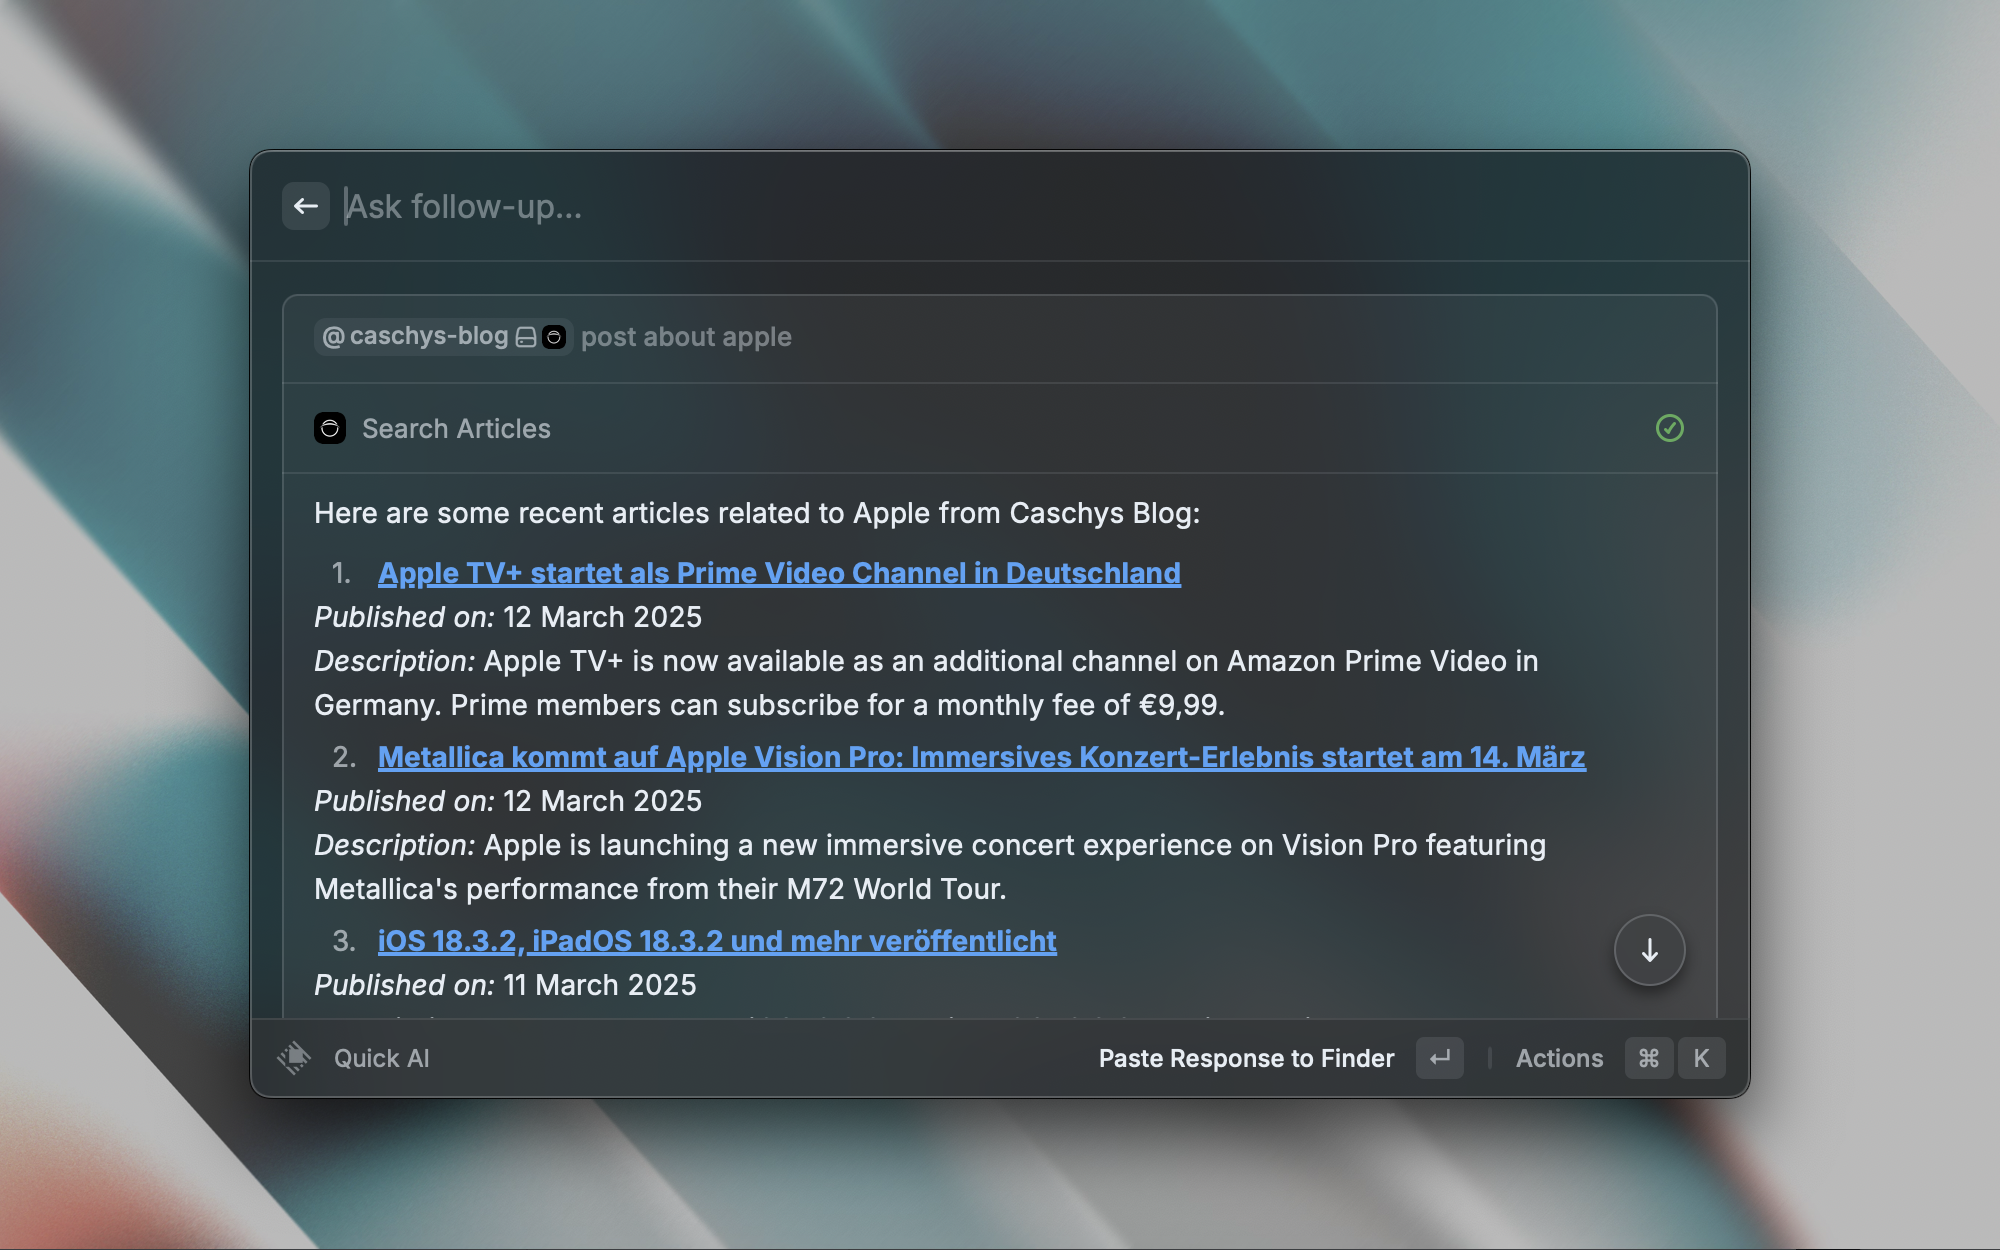 Ask follow-up...
@caschys-blog post about apple
Search Articles
Here are some recent articles related to Apple from Caschys Blog:
1. Apple TV+ startet als Prime Video Channel in Deutschland
Published on: 12 March 2025
Description: Apple TV+ is now available as an additional channel on Amazon Prime Video in
Germany. Prime members can subscribe for a monthly fee of €9,99.
2. Metallica kommt auf Apple Vision Pro: Immersives Konzert-Erlebnis startet am 14. März
Published on: 12 March 2025
Description: Apple is launching a new immersive concert experience on Vision Pro featuring
Metallica's performance from their M72 World Tour.
3. iOS 18.3.2, iPadOS 18.3.2 und mehr veröffentlicht
Published on: 11 March 2025
Quick AI
Paste Response to Finder ↵ | Actions ⌘ K